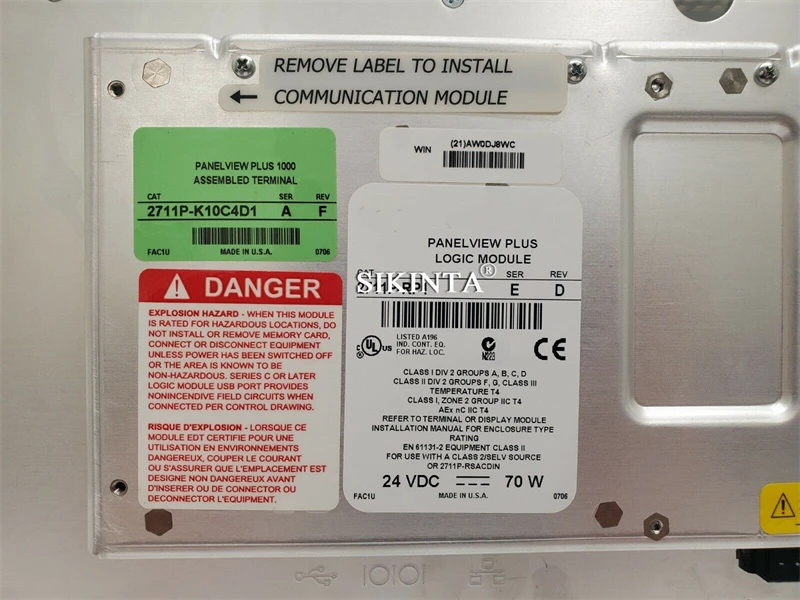 REMOVE LABEL TO INSTALL
COMMUNICATION MODULE
PANELVIEW PLUS 1000
ASSEMBLED TERMINAL
CAT SER REV
2711P-K10C4D1 A F
FAC1U MADE IN U.S.A. 0706
WIN (21)AW0DJ8WC
DANGER
EXPLOSION HAZARD - WHEN THIS MODULE
IS RATED FOR HAZARDOUS LOCATIONS, DO
NOT INSTALL OR REMOVE MEMORY CARD,
CONNECT OR DISCONNECT EQUIPMENT
UNLESS POWER HAS BEEN SWITCHED OFF
OR THE AREA IS KNOWN TO BE
NON-HAZARDOUS. SERIES C OR LATER
LOGIC MODULE USB PORT PROVIDES
NONINCENDIVE FIELD CIRCUITS WHEN
CONNECTED PER CONTROL DRAWING.
RISQUE D'EXPLOSION - LORSQUE CE
MODULE EDT CERTIFIE POUR UNE
UTILISATION EN ENVIRONNEMENTS
DANGEREUX, COUPER LE COURANT
OU S'ASSURER QUE L'EMPLACEMENT EST
DESIGNE NON DANGEREUX AVANT
D'INSERER OU DE CONNECTOR OU
DECONNECTOR L'EQUIPEMENT.
PANELVIEW PLUS
LOGIC MODULE
CAT SER REV
E D
SIKINTA®
LISTED A196
IND. CONT. EQ.
FOR HAZ. LOC.
C UL US
N223
CE
CLASS I DIV 2 GROUPS A, B, C, D
CLASS II DIV 2 GROUPS F, G, CLASS III
TEMPERATURE T4
CLASS I, ZONE 2 GROUP IIC T4
AEx nC IIC T4
REFER TO TERMINAL OR DISPLAY MODULE
INSTALLATION MANUAL FOR ENCLOSURE TYPE
RATING
EN 61131-2 EQUIPMENT CLASS II
FOR USE WITH A CLASS 2/SELV SOURCE
OR 2711P-RSACDIN
24 VDC 70 W
FAC1U MADE IN U.S.A. 0706